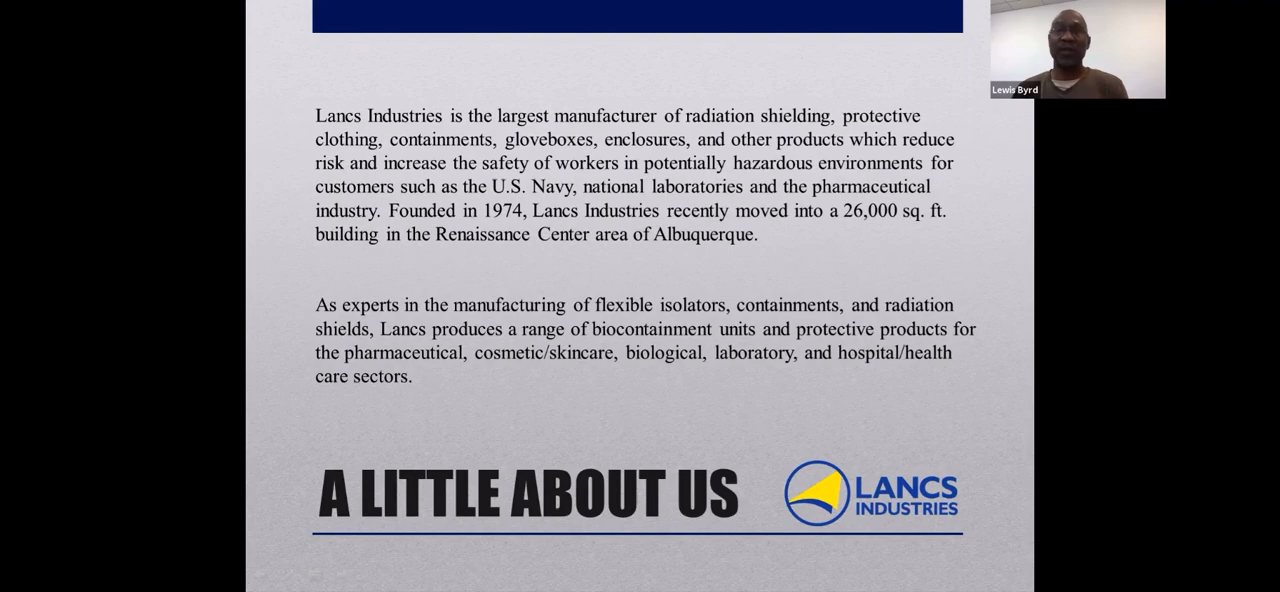 Lewis Byrd
Lancs Industries is the largest manufacturer of radiation shielding, protective
clothing, containments, gloveboxes, enclosures, and other products which reduce
risk and increase the safety of workers in potentially hazardous environments for
customers such as the U.S. Navy, national laboratories and the pharmaceutical
industry. Founded in 1974, Lancs Industries recently moved into a 26,000 sq. ft.
building in the Renaissance Center area of Albuquerque.
As experts in the manufacturing of flexible isolators, containments, and radiation
shields, Lancs produces a range of biocontainment units and protective products for
the pharmaceutical, cosmetic/skincare, biological, laboratory, and hospital/health
care sectors.
A LITTLE ABOUT US
LANCS
INDUSTRIES